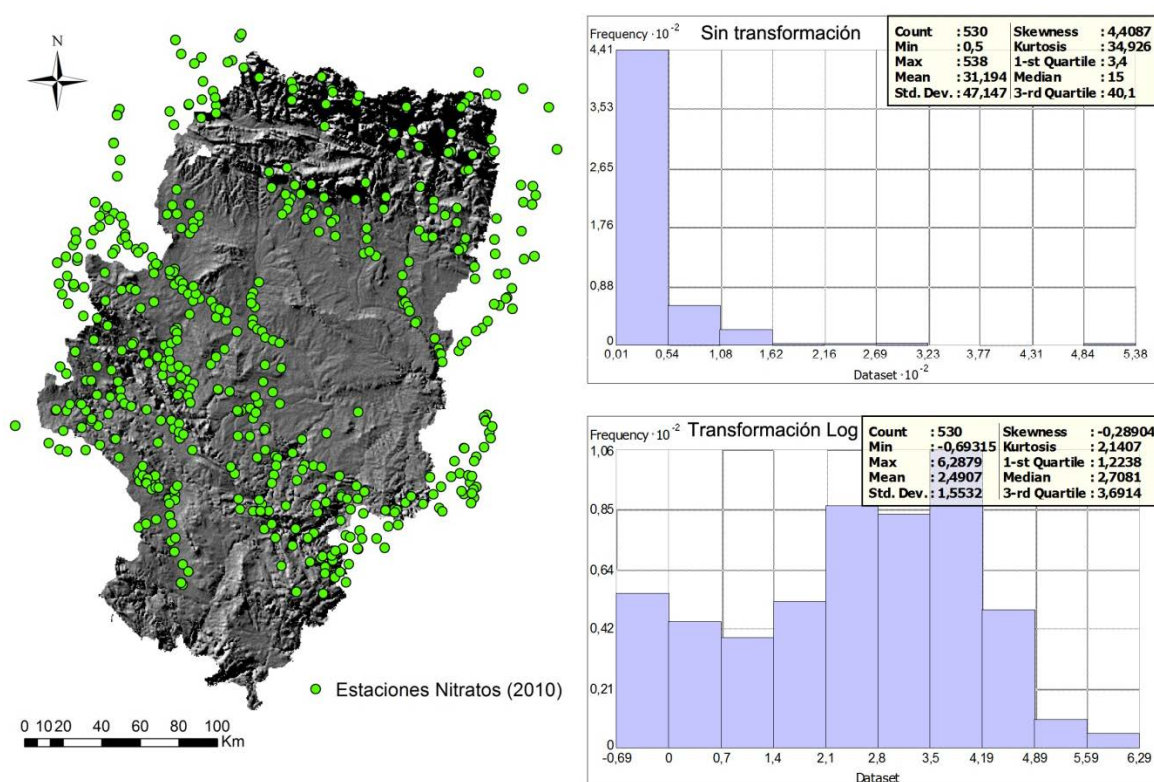 N
Estaciones Nitratos (2010)
0 10 20 40 60 80 100
Km
Frequency · 10⁻²
Sin transformación
Count : 530 Skewness : 4,4087
Min : 0,5 Kurtosis : 34,926
Max : 538 1-st Quartile : 3,4
Mean : 31,194 Median : 15
Std. Dev. : 47,147 3-rd Quartile : 40,1
4,41
3,53
2,65
1,76
0,88
0
0,01 0,54 1,08 1,62 2,16 2,69 3,23 3,77 4,31 4,84 5,38
Dataset · 10⁻²
Frequency · 10⁻²
Transformación Log
Count : 530 Skewness : -0,28904
Min : -0,69315 Kurtosis : 2,1407
Max : 6,2879 1-st Quartile : 1,2238
Mean : 2,4907 Median : 2,7081
Std. Dev. : 1,5532 3-rd Quartile : 3,6914
1,06
0,85
0,64
0,42
0,21
0
-0,69 0 0,7 1,4 2,1 2,8 3,5 4,19 4,89 5,59 6,29
Dataset